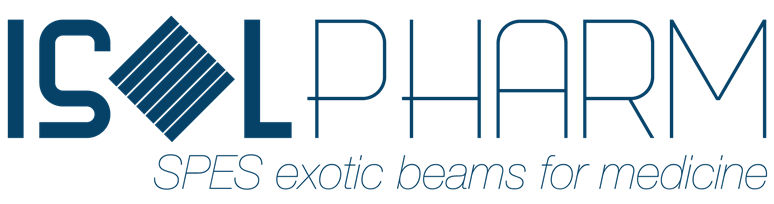 ISOLPHARM
SPES exotic beams for medicine